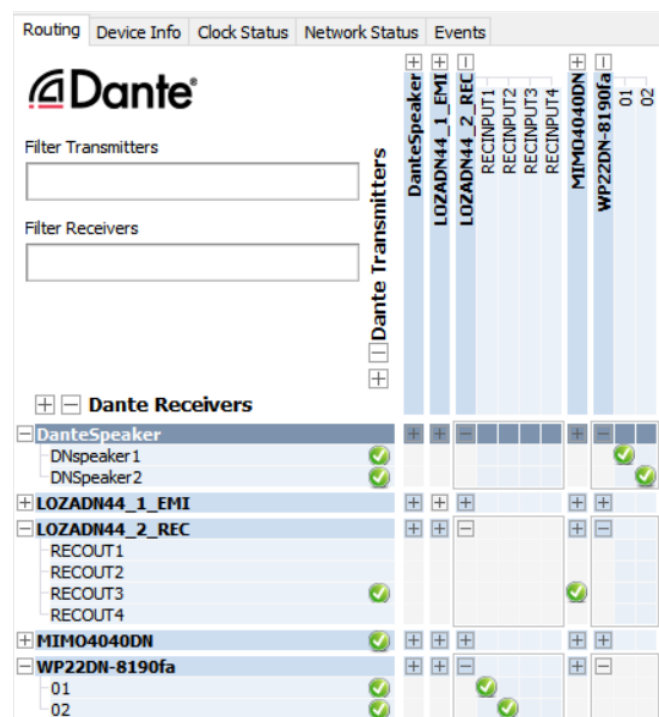 Routing Device Info Clock Status Network Status Events
Dante®
Filter Transmitters
Filter Receivers
Dante Transmitters
DanteSpeaker
LOZADN44_1_EMI
LOZADN44_2_REC
RECINPUT1
RECINPUT2
RECINPUT3
RECINPUT4
MIMO4040DN
WP22DN-8190fa
01
02
Dante Receivers
DanteSpeaker
DNspeaker1
DNSpeaker2
LOZADN44_1_EMI
LOZADN44_2_REC
RECOUT1
RECOUT2
RECOUT3
RECOUT4
MIMO4040DN
WP22DN-8190fa
01
02